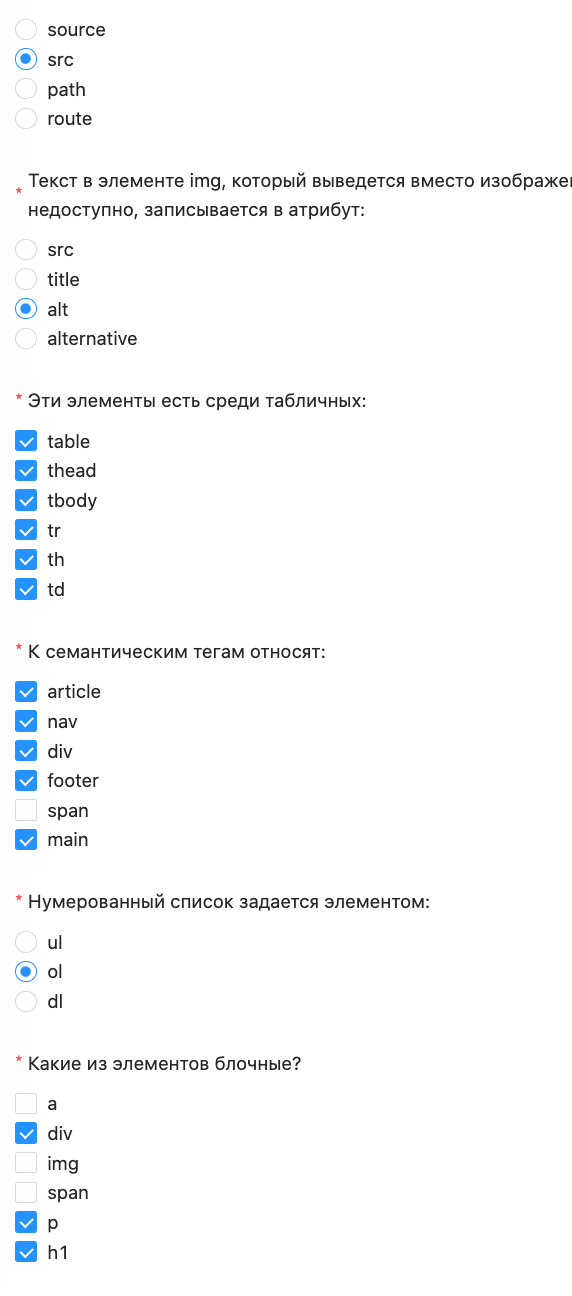 source
src
path
route
* Текст в элементе img, который выведется вместо
недоступно, записывается в атрибут:
src
title
alt
alternative
* Эти элементы есть среди табличных:
table
thead
tbody
tr
th
td
* К семантическим тегам относят:
article
nav
div
footer
span
main
* Нумерованный список задается элементом:
ul
ol
dl
* Какие из элементов блочные?
a
div
img
span
p
h1